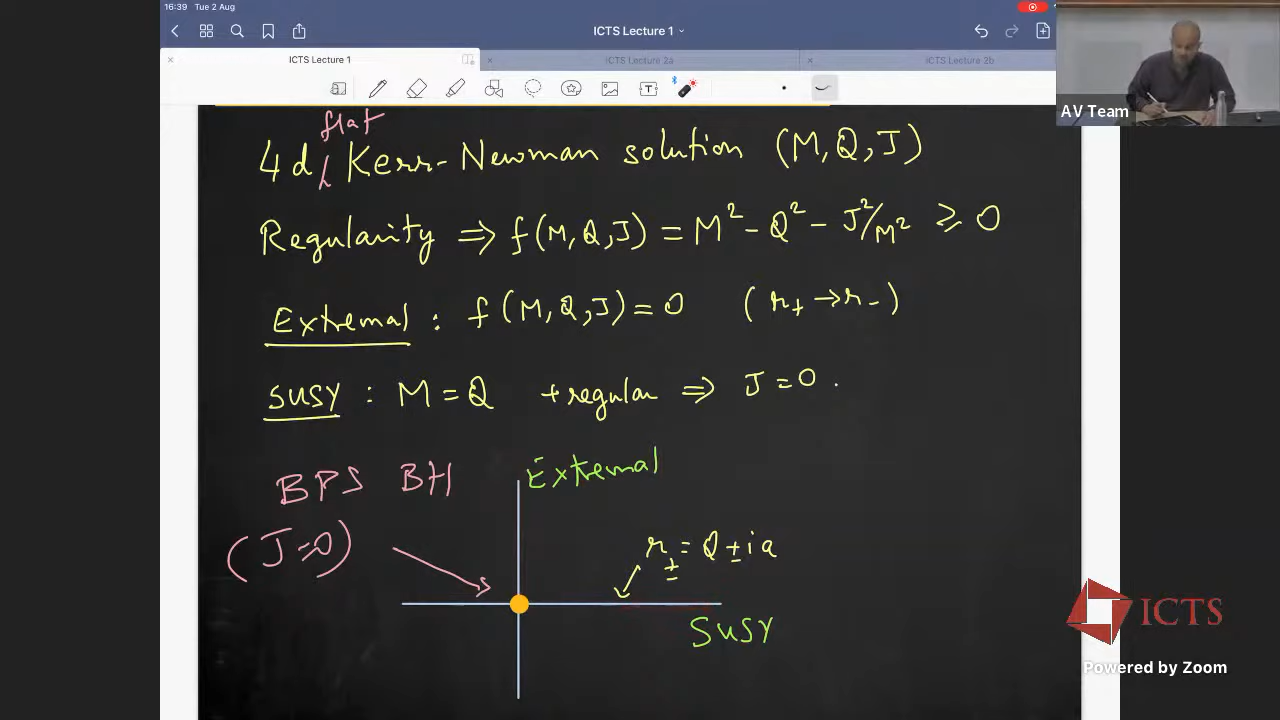 16:39 Tue 2 Aug
ICTS Lecture 1
ICTS Lecture 1
ICTS Lecture 2a
ICTS Lecture 2b
AV Team
flat
4d Kerr-Newman solution (M, Q, J)
Regularity ⇒ f(M, Q, J) = M² - Q² - J²/M² ≥ 0
Extremal : f(M, Q, J) = 0 (r₊ → r₋)
SUSY : M = Q + regular ⇒ J = 0 .
BPS BH
Extremal
(J=0)
r± = Q ± ia
SUSY
ICTS
Powered by Zoom